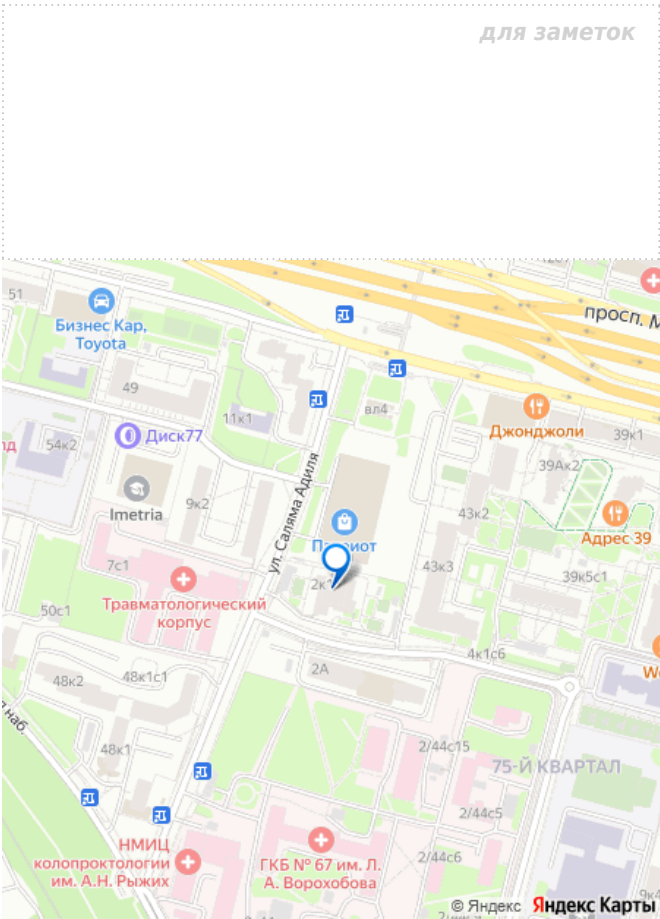 для заметок
51
просп. М
Бизнес Кар,
Toyota
49
11к1
вл4
Джонджоли
39к1
Диск77
54к2
39Ак2
Imetria
9к2
ул. Саляма Адиля
43к2
Адрес 39
Патриот
7с1
2к
43к3
39к5с1
Травматологический
корпус
50с1
4к1с6
2А
48к2
48к1с1
наб.
48к1
2/44с15
75-Й КВАРТАЛ
2/44с5
НМИЦ
колопроктологии
им. А.Н. Рыжих
ГКБ № 67 им. Л.
А. Ворохобова
2/44с6
© Яндекс Яндекс Карты